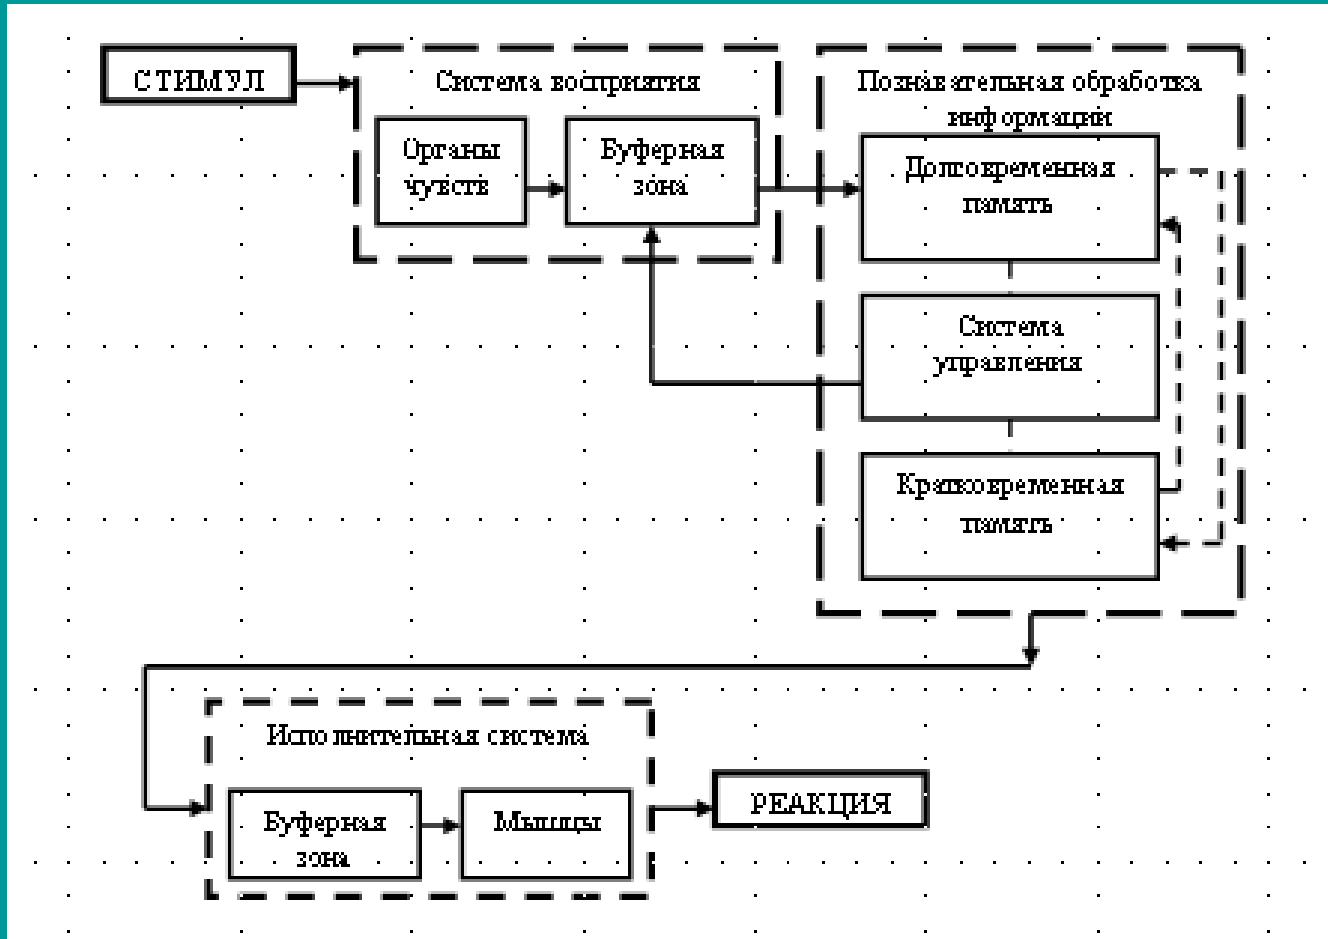 СТИМУЛ
Система восприятия
Органы
чувств
Буферная
зона
Познавательная обработка
информации
Долговременная
память
Система
управления
Кратковременная
память
Исполнительная система
Буферная
зона
Мышцы
РЕАКЦИЯ